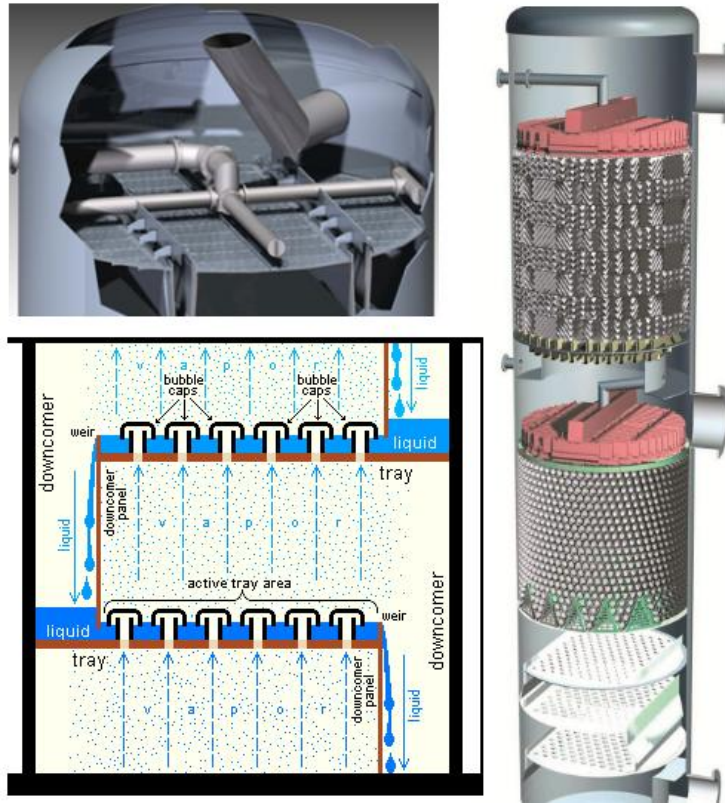 v a p o r
bubble
caps
bubble
caps
liquid
weir
liquid
downcomer
tray
downcomer
panel
liquid
v a p o r
active tray area
liquid
weir
tray
downcomer
downcomer
panel
v a p o r
liquid